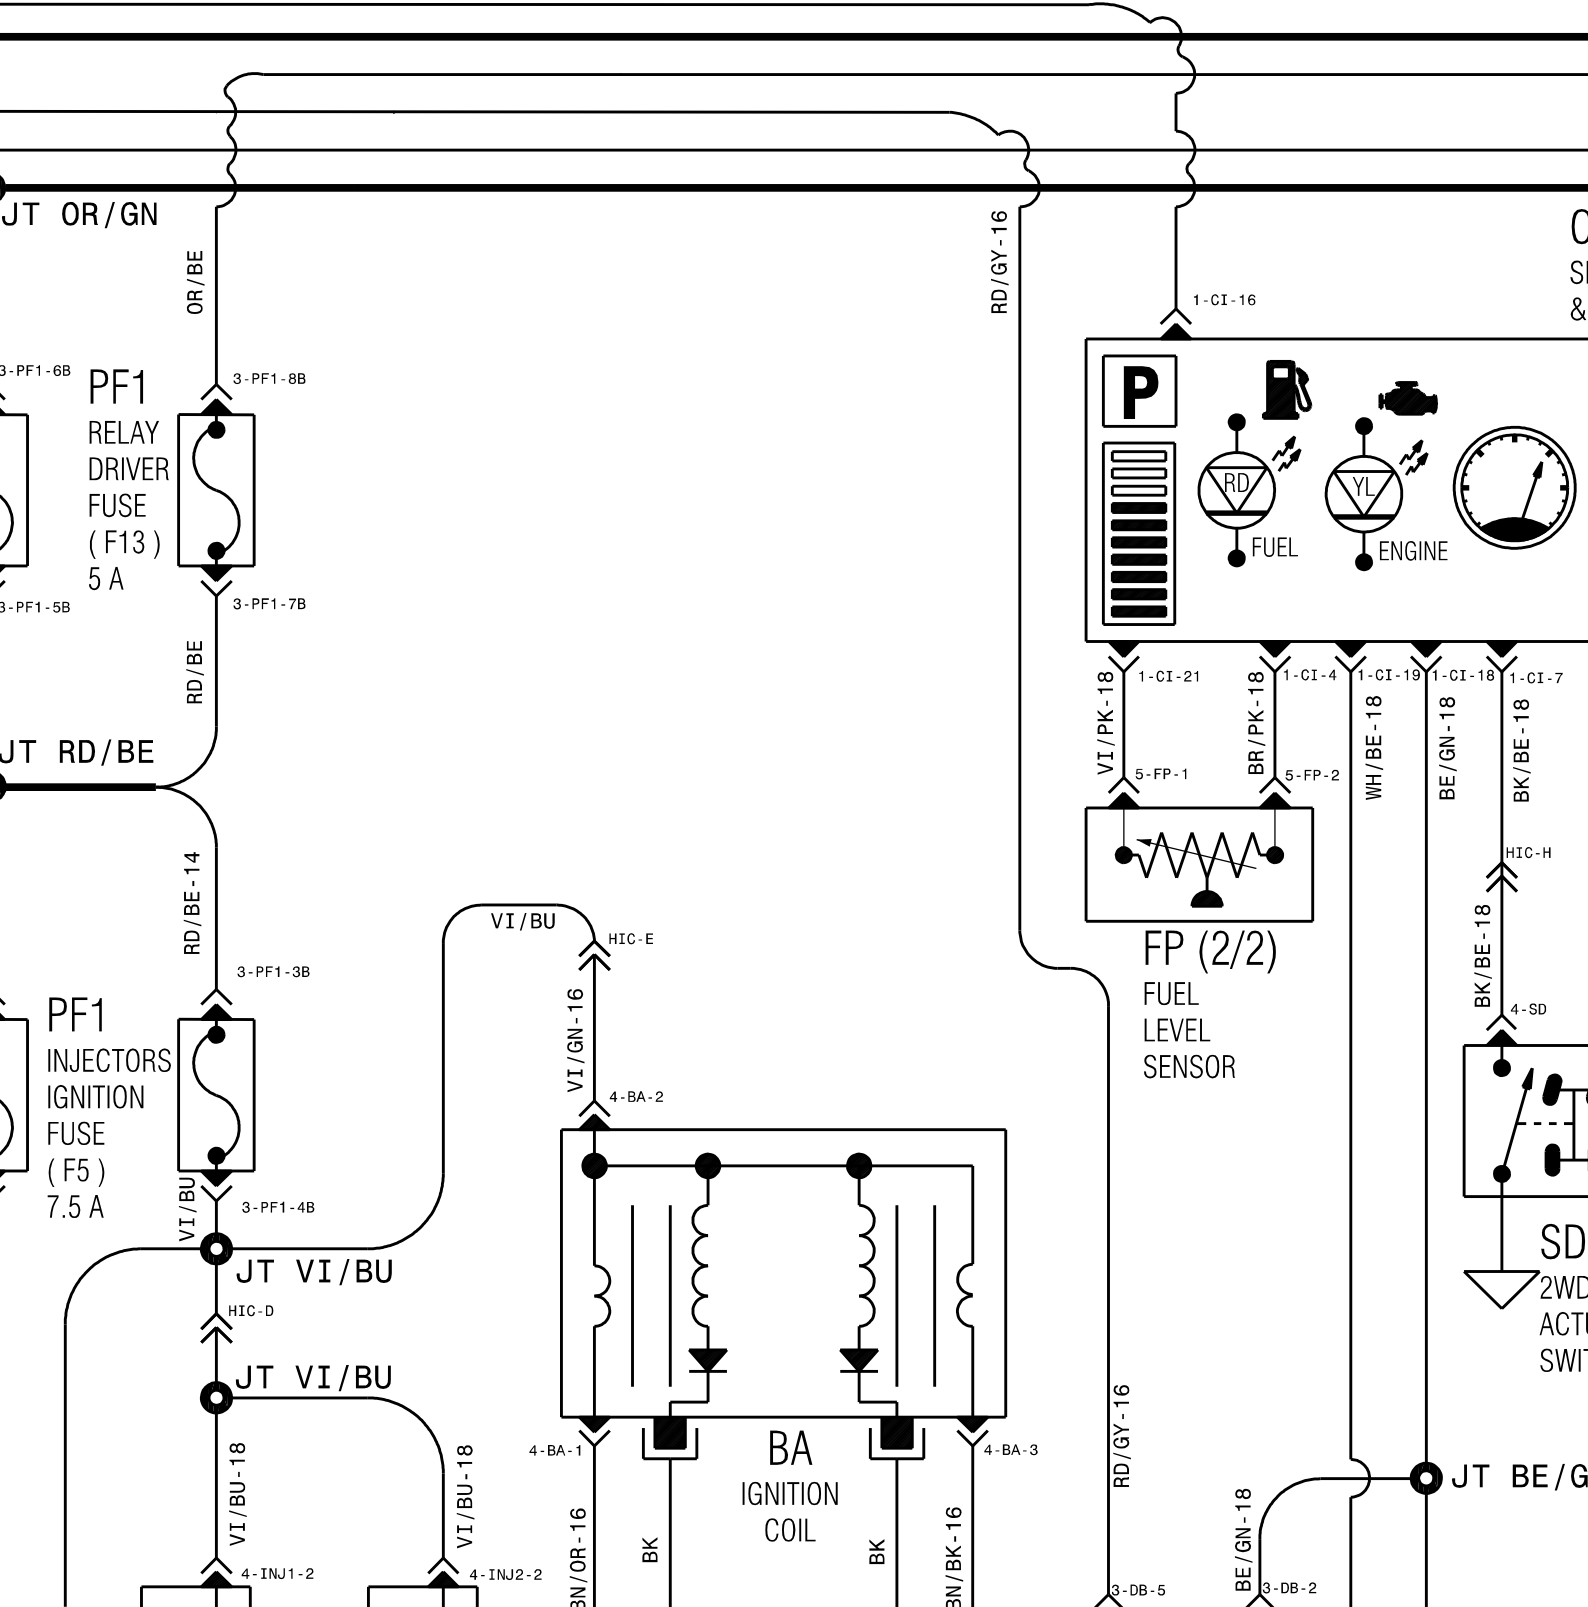 JT OR/GN
OR/BE
RD/GY-16
1-CI-16
3-PF1-6B
PF1
3-PF1-8B
RELAY
DRIVER
FUSE
( F13 )
5 A
3-PF1-5B
3-PF1-7B
RD/BE
JT RD/BE
RD/BE-14
P
RD
FUEL
YL
ENGINE
1-CI-21
1-CI-4
1-CI-19
1-CI-18
1-CI-7
VI/PK-18
BR/PK-18
WH/BE-18
BE/GN-18
BK/BE-18
5-FP-1
5-FP-2
HIC-H
BK/BE-18
4-SD
FP (2/2)
FUEL
LEVEL
SENSOR
VI/BU
HIC-E
VI/GN-16
4-BA-2
3-PF1-3B
PF1
INJECTORS
IGNITION
FUSE
( F5 )
7.5 A
VI/BU
3-PF1-4B
JT VI/BU
HIC-D
JT VI/BU
VI/BU-18
VI/BU-18
4-INJ1-2
4-INJ2-2
4-BA-1
BA
4-BA-3
IGNITION
COIL
BN/OR-16
BK
BK
BN/BK-16
RD/GY-16
3-DB-5
BE/GN-18
3-DB-2
JT BE/G
SD
2WD
ACTU
SWIT
&